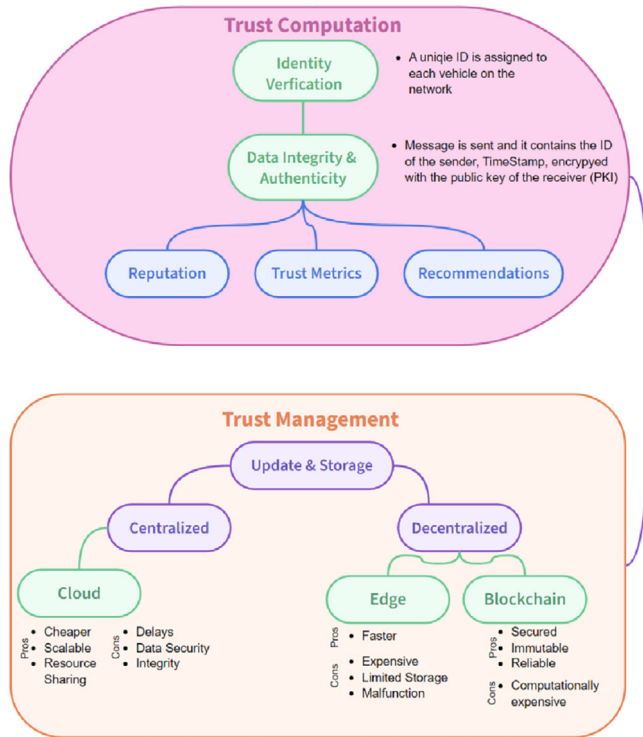 Trust Computation
Identity
Verfication
• A uniqie ID is assigned to
each vehicle on the
network
Data Integrity &
Authenticity
• Message is sent and it contains the ID
of the sender, TimeStamp, encrypyed
with the public key of the receiver (PKI)
Reputation
Trust Metrics
Recommendations
Trust Management
Update & Storage
Centralized
Decentralized
Cloud
Edge
Blockchain
Pros
• Cheaper
• Scalable
• Resource
Sharing
Cons
• Delays
• Data Security
• Integrity
Pros
• Faster
Cons
• Expensive
• Limited Storage
• Malfunction
Pros
• Secured
• Immutable
• Reliable
Cons
• Computationally
expensive